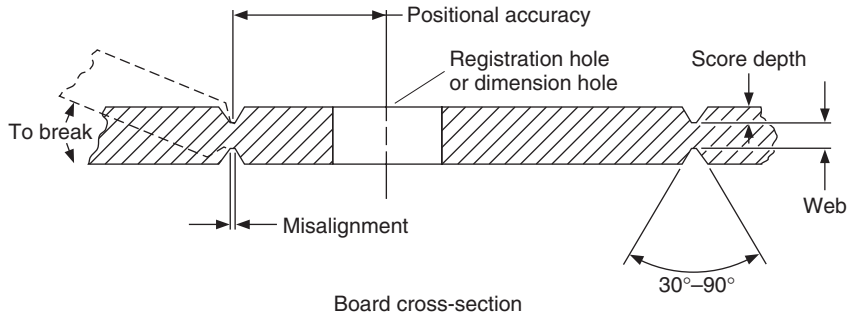 Positional accuracy
Registration hole
or dimension hole
Score depth
To break
Web
Misalignment
30°–90°
Board cross-section